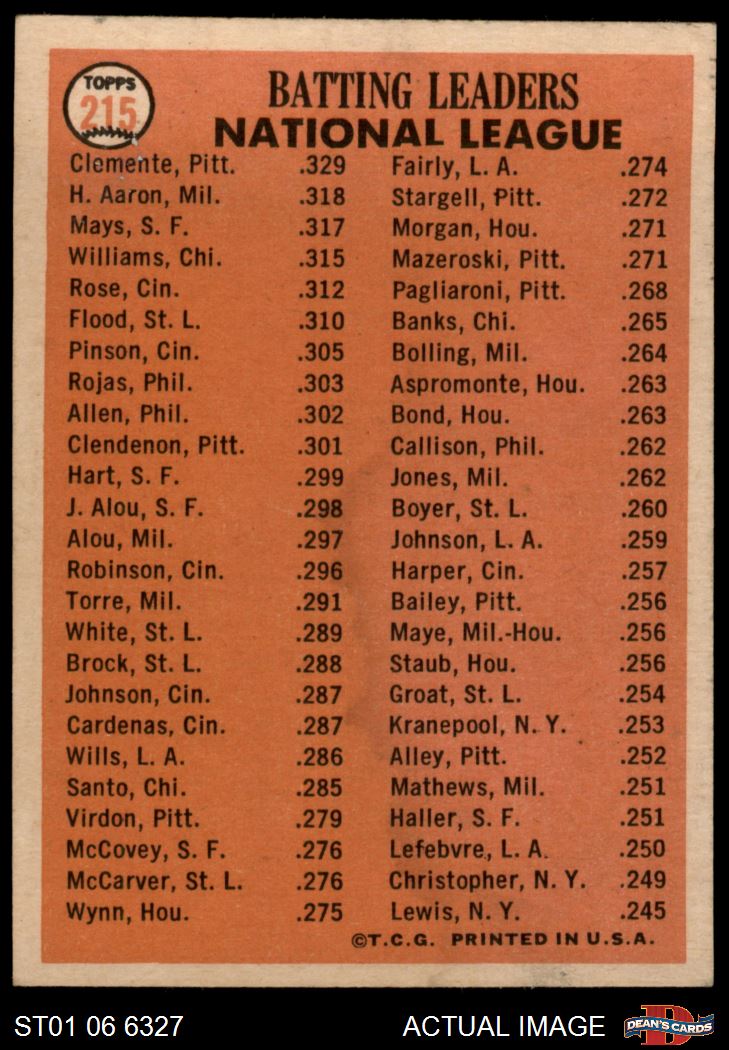 TOPPS
215
BATTING LEADERS
NATIONAL LEAGUE
Clemente, Pitt. .329
H. Aaron, Mil. .318
Mays, S. F. .317
Williams, Chi. .315
Rose, Cin. .312
Flood, St. L. .310
Pinson, Cin. .305
Rojas, Phil. .303
Allen, Phil. .302
Clendenon, Pitt. .301
Hart, S. F. .299
J. Alou, S. F. .298
Alou, Mil. .297
Robinson, Cin. .296
Torre, Mil. .291
White, St. L. .289
Brock, St. L. .288
Johnson, Cin. .287
Cardenas, Cin. .287
Wills, L. A. .286
Santo, Chi. .285
Virdon, Pitt. .279
McCovey, S. F. .276
McCarver, St. L. .276
Wynn, Hou. .275
Fairly, L. A. .274
Stargell, Pitt. .272
Morgan, Hou. .271
Mazeroski, Pitt. .271
Pagliaroni, Pitt. .268
Banks, Chi. .265
Bolling, Mil. .264
Aspromonte, Hou. .263
Bond, Hou. .263
Callison, Phil. .262
Jones, Mil. .262
Boyer, St. L. .260
Johnson, L. A. .259
Harper, Cin. .257
Bailey, Pitt. .256
Maye, Mil.-Hou. .256
Staub, Hou. .256
Groat, St. L. .254
Kranepool, N. Y. .253
Alley, Pitt. .252
Mathews, Mil. .251
Haller, S. F. .251
Lefebvre, L. A. .250
Christopher, N. Y. .249
Lewis, N. Y. .245
©T.C.G. PRINTED IN U.S.A.
ST01 06 6327
ACTUAL IMAGE
D
DEAN'S CARDS